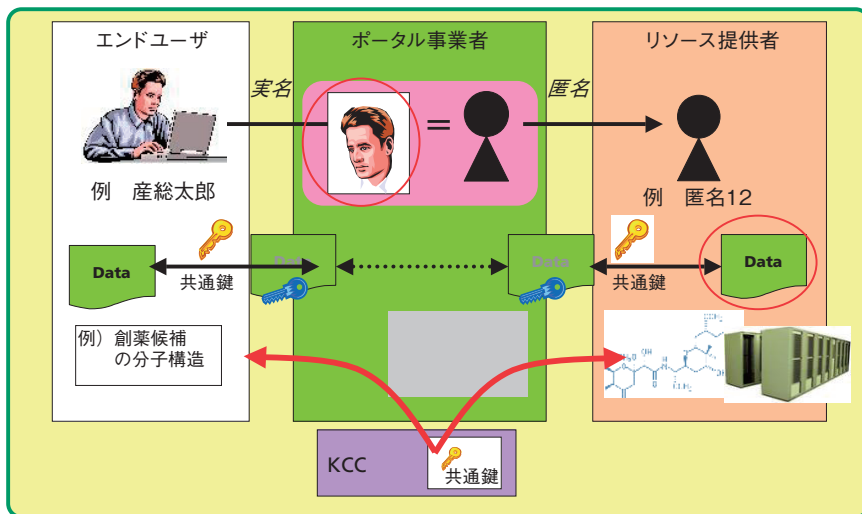 エンドユーザ
ポータル事業者
リソース提供者
実名
匿名
=
例 産総太郎
例 匿名12
Data
Data
Data
Data
共通鍵
共通鍵
例）創薬候補
の分子構造
KCC
共通鍵